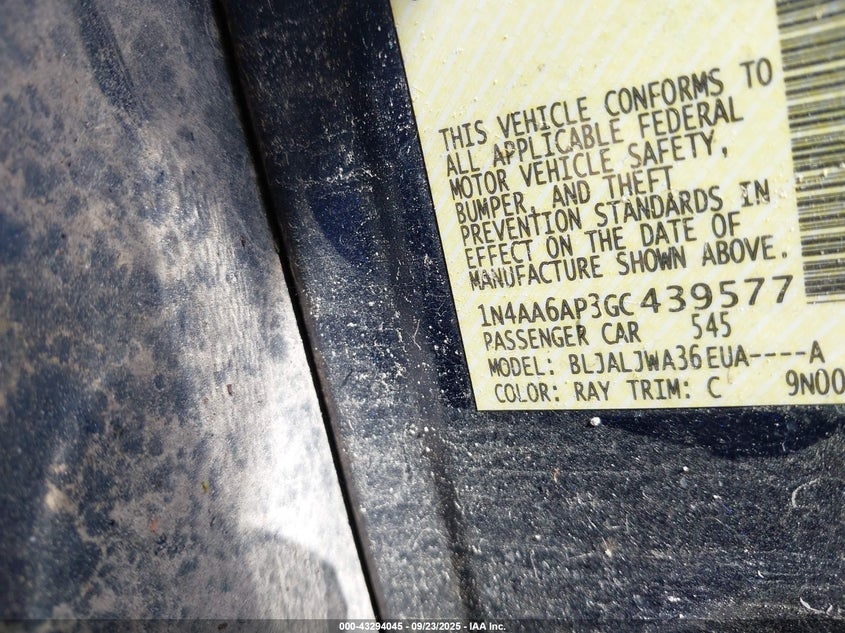 THIS VEHICLE CONFORMS TO
ALL APPLICABLE FEDERAL
MOTOR VEHICLE SAFETY,
BUMPER, AND THEFT
PREVENTION STANDARDS IN
EFFECT ON THE DATE OF
MANUFACTURE SHOWN ABOVE.
1N4AA6AP3GC439577
PASSENGER CAR 545
MODEL: BLJALJWA36EUA----A
COLOR: RAY TRIM: C 9N00
000-43294045 - 09/23/2025 - IAA Inc.